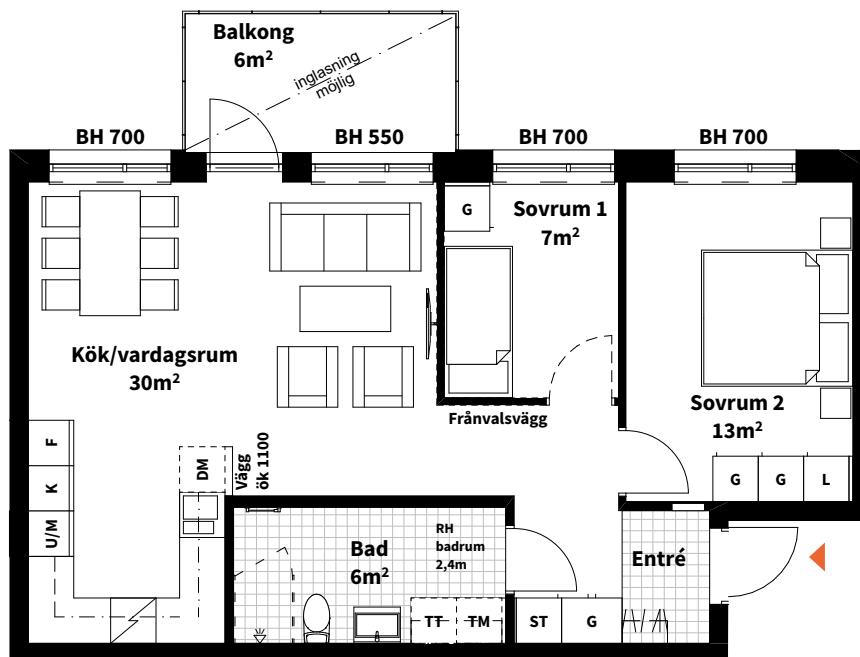 Balkong
6m²
inglasning
möjlig
BH 700
BH 550
BH 700
BH 700
G
Sovrum 1
7m²
Kök/vardagsrum
30m²
Frånvalsvägg
Sovrum 2
13m²
G
G
L
F
K
U/M
DM
Vägg
ök 1100
Bad
6m²
RH
badrum
2,4m
Entré
TT
TM
ST
G